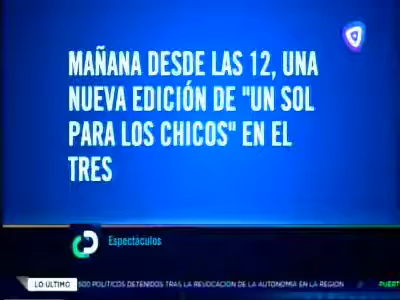 MAÑANA DESDE LAS 12, UNA
NUEVA EDICIÓN DE "UN SOL
PARA LOS CHICOS" EN EL
TRES
Espectáculos
LO ULTIMO 500 POLITICOS DETENIDOS TRAS LA REVOCACION DE LA AUTONOMIA EN LA REGION PUERT